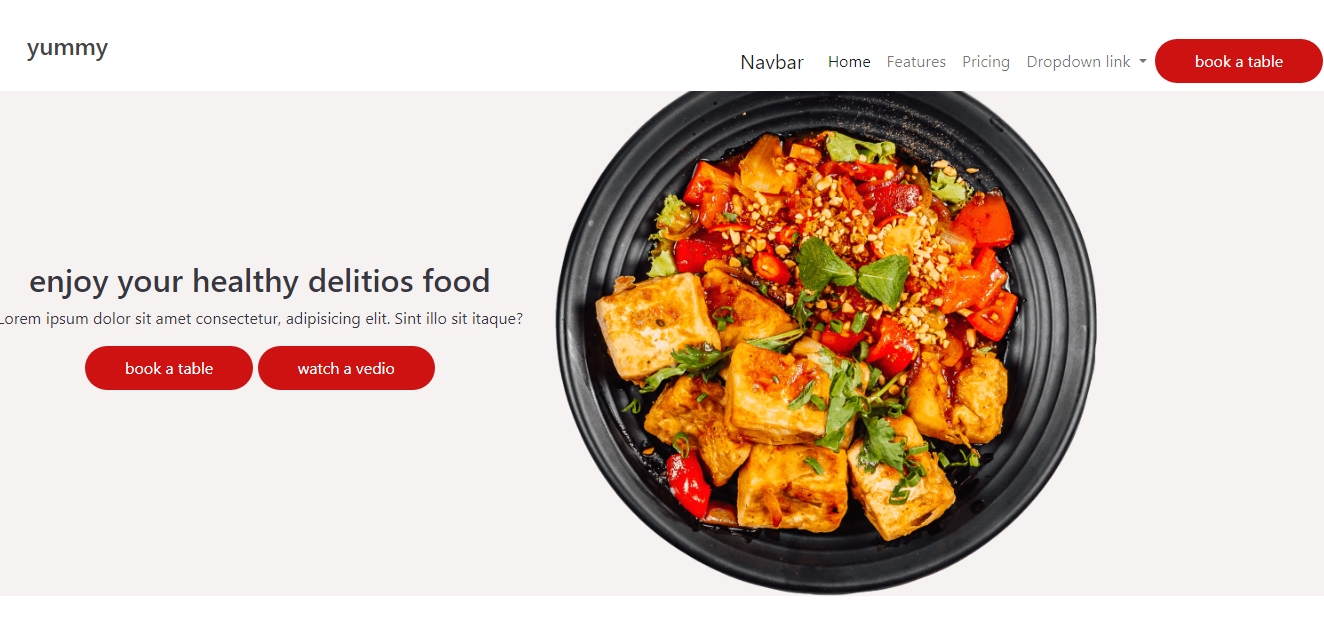 yummy
Navbar Home Features Pricing Dropdown link book a table
enjoy your healthy delitios food
Lorem ipsum dolor sit amet consectetur, adipisicing elit. Sint illo sit itaque?
book a table watch a vedio